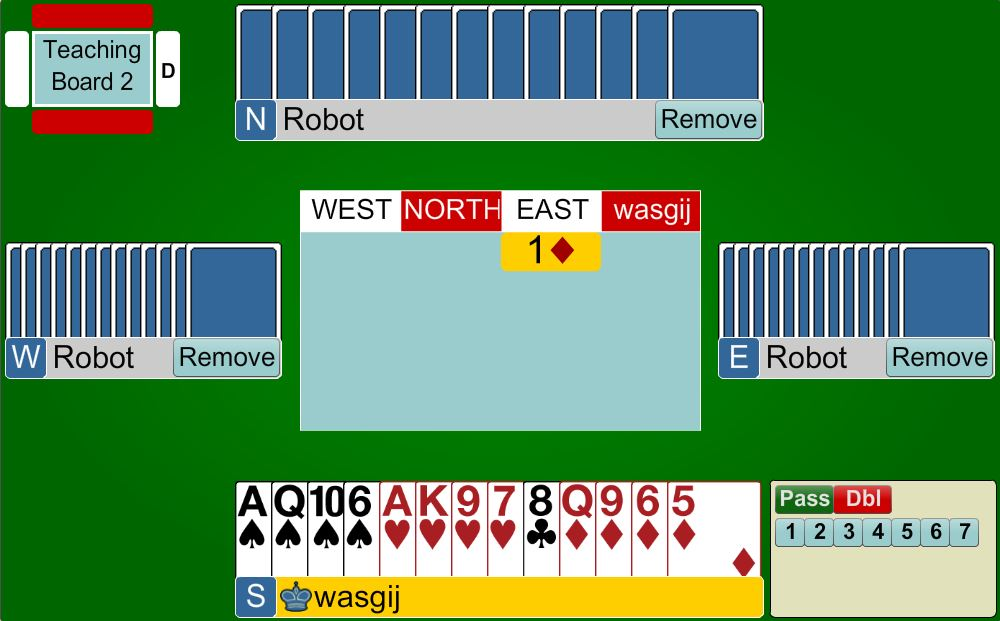 Teaching
Board 2
D
N Robot Remove
WEST NORTH EAST wasgij
1♦
W Robot Remove
E Robot Remove
A Q 10 6 A K 9 7 8 Q 9 6 5
♠ ♠ ♠ ♠ ♥ ♥ ♥ ♥ ♣ ♦ ♦ ♦ ♦
♦
Pass Dbl
1 2 3 4 5 6 7
S wasgij